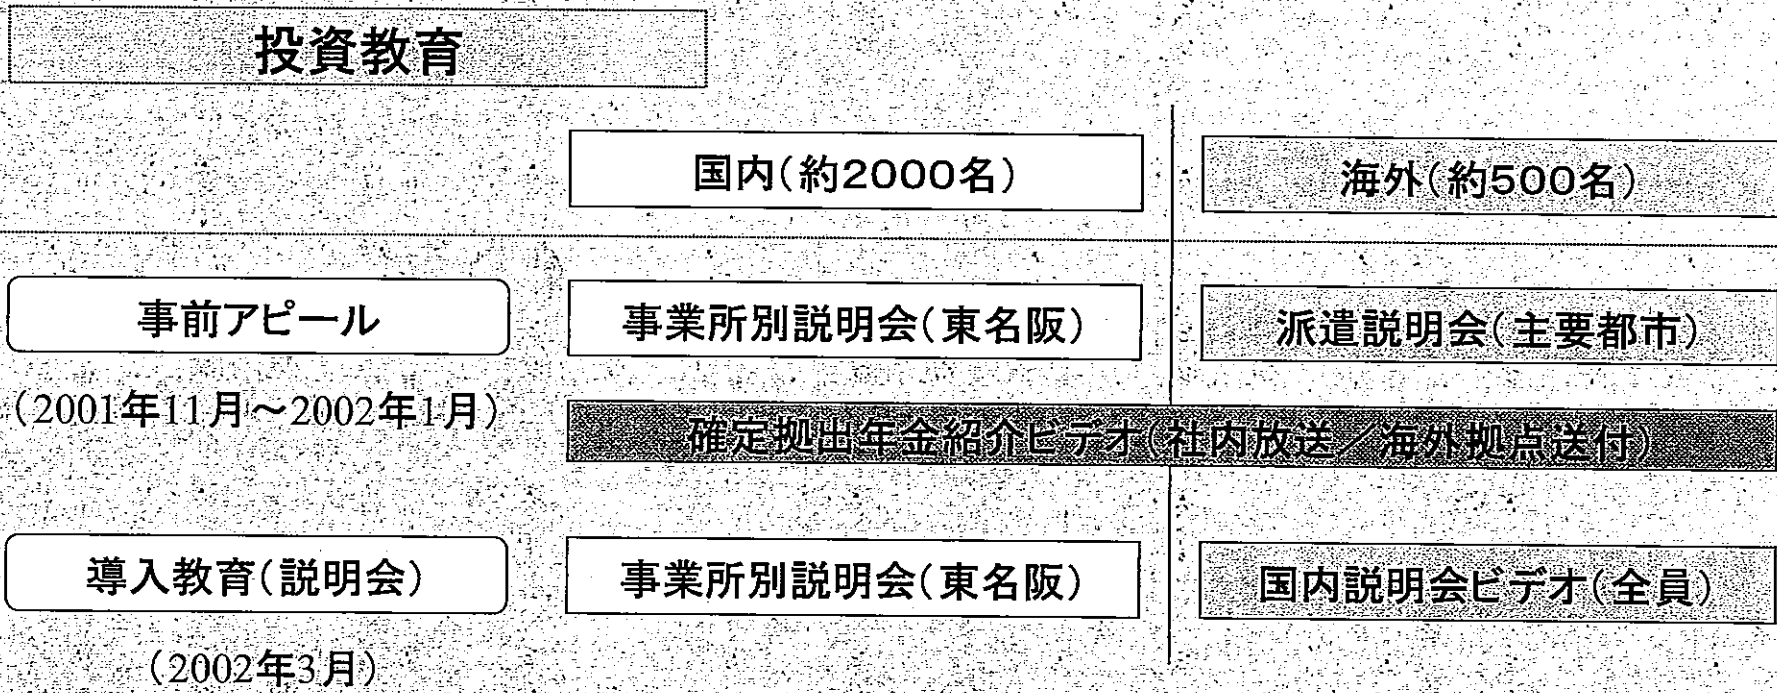 投資教育
国内(約2000名)
海外(約500名)
事前アピール
事業所別説明会(東名阪)
派遣説明会(主要都市)
(2001年11月～2002年1月)
確定拠出年金紹介ビデオ(社内放送／海外拠点送付)
導入教育(説明会)
事業所別説明会(東名阪)
国内説明会ビデオ(全員)
(2002年3月)